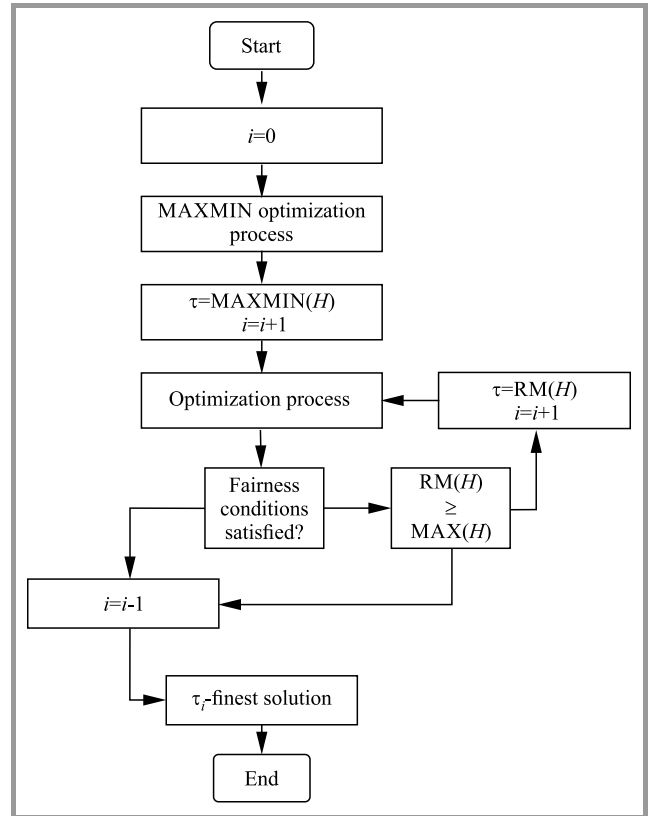 Start
i=0
MAXMIN optimization
process
τ=MAXMIN(H)
i=i+1
Optimization process
τ=RM(H)
i=i+1
Fairness
conditions
satisfied?
RM(H)
≥
MAX(H)
i=i-1
τi-finest solution
End